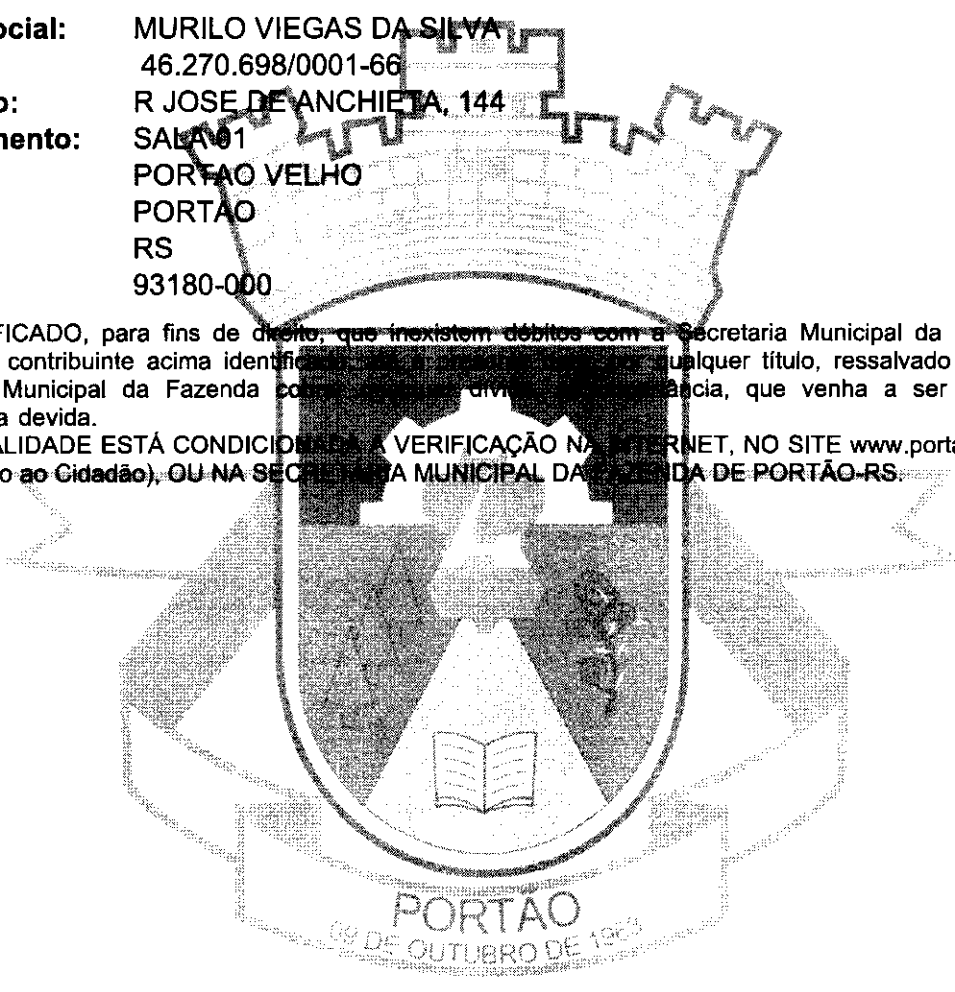 ocial: MURILO VIEGAS DA SILVA
46.270.698/0001-66
o: R JOSE DE ANCHIETA, 144
mento: SALA 01
PORTAO VELHO
PORTÃO
RS
93180-000
FICADO, para fins de direito, que inexistem débitos com a Secretaria Municipal da
contribuinte acima identificado, qualquer título, ressalvado
Municipal da Fazenda cobrar que venha a ser
a devida.
ALIDADE ESTÁ CONDICIONADA A VERIFICAÇÃO NA INTERNET, NO SITE www.porta
o ao Cidadão), OU NA SECRETARIA MUNICIPAL DA FAZENDA DE PORTÃO-RS.
PORTÃO
09 DE OUTUBRO DE 1963